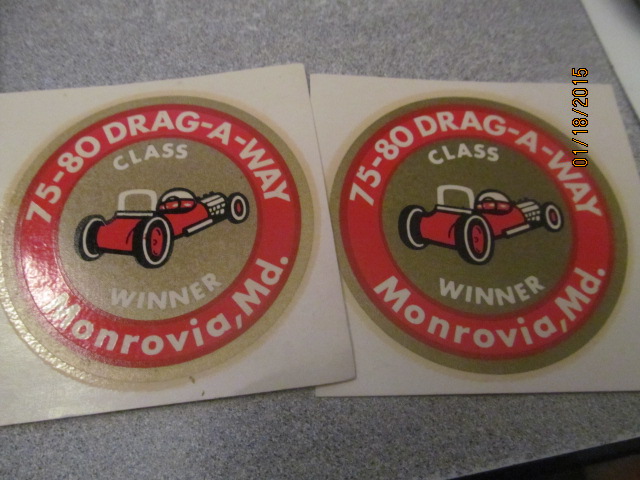 75-80 DRAG-A-WAY
CLASS
WINNER
Monrovia, Md.
75-80 DRAG-A-WAY
CLASS
WINNER
Monrovia, Md.
01/18/2015